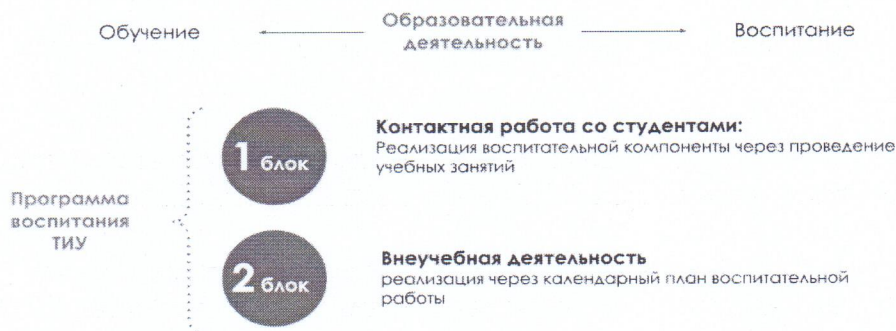 Обучение
Образовательная
деятельность
Воспитание
Программа
воспитания
ТИУ
1 блок
Контактная работа со студентами:
Реализация воспитательной компоненты через проведение
учебных занятий
2 блок
Внеучебная деятельность
реализация через календарный план воспитательной
работы